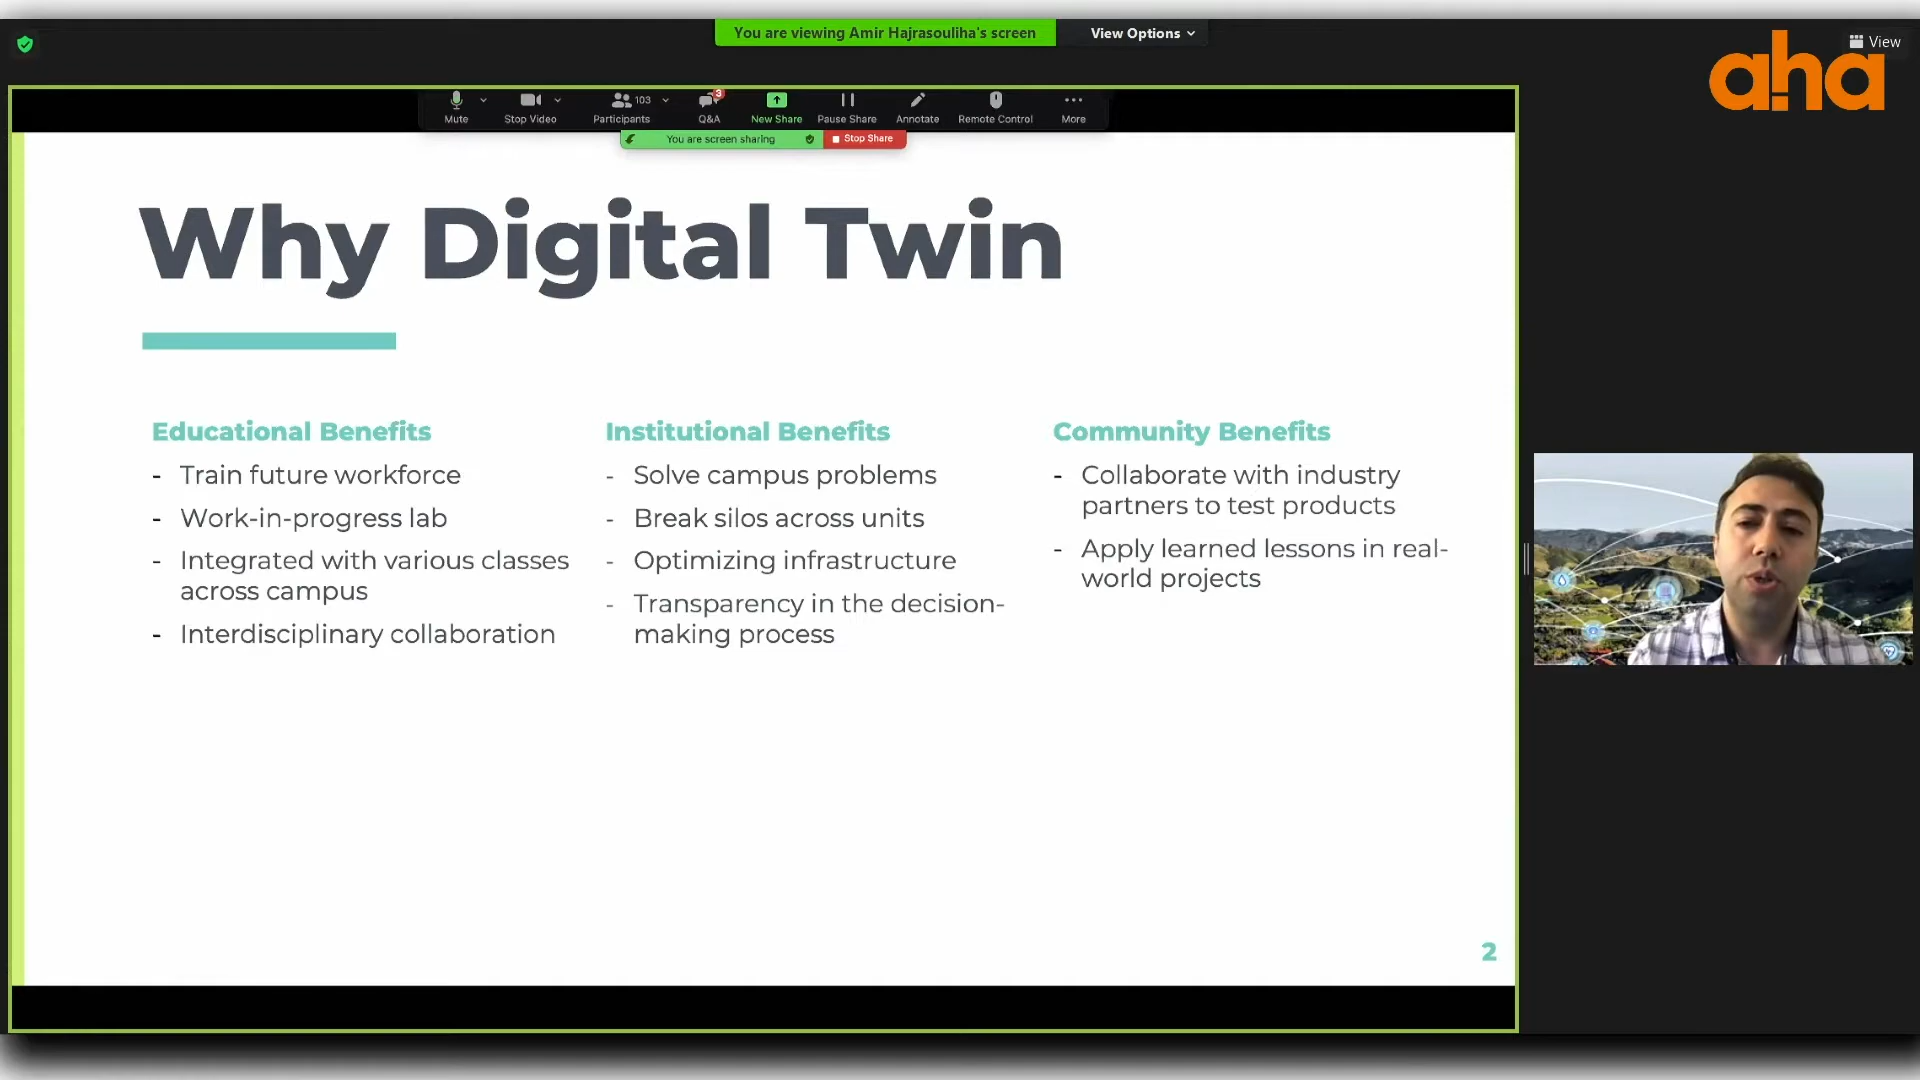 You are viewing Amir Hajrasouliha's screen
View Options
View
aha
Mute
Stop Video
103
Participants
3
Q&A
New Share
Pause Share
Annotate
Remote Control
More
You are screen sharing
Stop Share
Why Digital Twin
Educational Benefits
- Train future workforce
- Work-in-progress lab
- Integrated with various classes
across campus
- Interdisciplinary collaboration
Institutional Benefits
- Solve campus problems
- Break silos across units
- Optimizing infrastructure
- Transparency in the decision-
making process
Community Benefits
- Collaborate with industry
partners to test products
- Apply learned lessons in real-
world projects
2